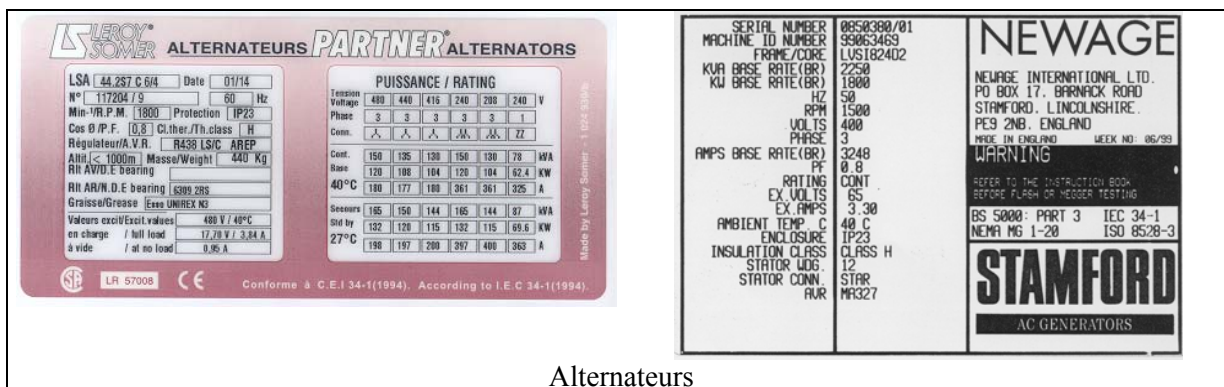 LS LEROY SOMER ALTERNATEURS PARTNER ALTERNATORS
LSA 44.2S7 C 6/4 Date 01/14
N° 117204 / 9 60 Hz
Min-¹/R.P.M. 1800 Protection IP23
Cos Ø /P.F. 0,8 Cl.ther./Th.class H
Régulateur/A.V.R. R438 LS/C AREP
Altit. < 1000m Masse/Weight 440 Kg
Rlt AV/D.E bearing
Rlt AR/N.D.E bearing 6309 2RS
Graisse/Grease Esso UNIREX N3
Valeurs excit/Excit.values 480 V / 40°C
en charge / full load 17,78 V / 3,84 A
à vide / at no load 0,95 A
PUISSANCE / RATING
Tension
Voltage 480 440 416 240 208 240 V
Phase 3 3 3 3 3 1
Conn. ZZ
Cont. 150 135 130 150 130 78 kVA
Base 120 108 104 120 104 62.4 KW
40°C 180 177 180 361 361 325 A
Secours 165 150 144 165 144 87 kVA
Std by 132 120 115 132 115 69.6 KW
27°C 198 197 200 397 400 363 A
Made by Leroy Somer - 1 024 939/b
LR 57008 CE Conforme à C.E.I 34-1(1994). According to I.E.C 34-1(1994).
SERIAL NUMBER 0850380/01
MACHINE ID NUMBER 99063469
FRAME/CORE LVSI824D2
KVA BASE RATE(BR) 2250
KW BASE RATE(BR) 1800
HZ 50
RPM 1500
VOLTS 400
PHASE 3
AMPS BASE RATE(BR) 3248
PF 0.8
RATING CONT
EX.VOLTS 65
EX.AMPS 3.30
AMBIENT TEMP. C 40 C
ENCLOSURE IP23
INSULATION CLASS CLASS H
STATOR WDG. 12
STATOR CONN. STAR
AVR MA327
NEWAGE
NEWAGE INTERNATIONAL LTD.
PO BOX 17. BARNACK ROAD
STAMFORD. LINCOLNSHIRE.
PE9 2NB. ENGLAND
MADE IN ENGLAND WEEK NO: 06/99
WARNING
REFER TO THE INSTRUCTION BOOK
BEFORE FLASH OR MEGGER TESTING
BS 5000: PART 3 IEC 34-1
NEMA MG 1-20 ISO 8528-3
STAMFORD
AC GENERATORS
Alternateurs